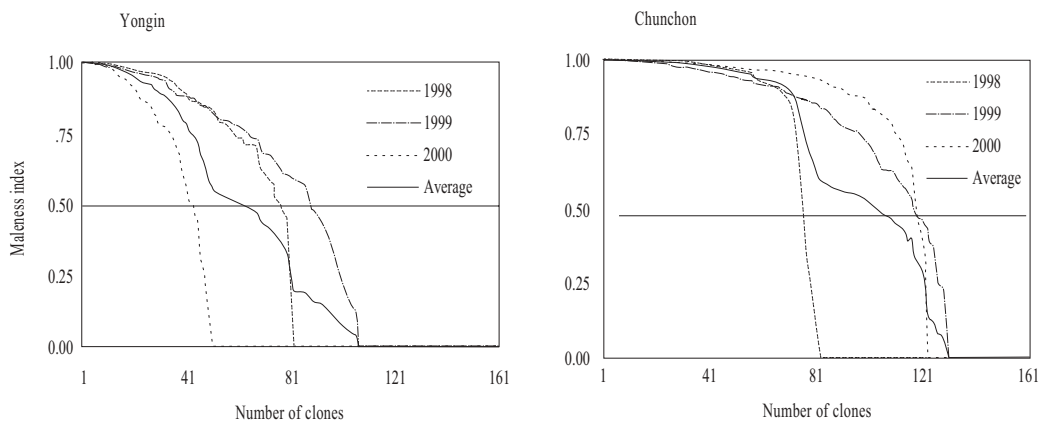 Yongin
Maleness index
1.00
.75
0.50
0.25
0.00
1998
1999
2000
Average
1 41 81 121 161
Number of clones
Chunchon
1.00
0.75
0.50
0.25
0.00
1998
1999
2000
Average
1 41 81 121 161
Number of clones